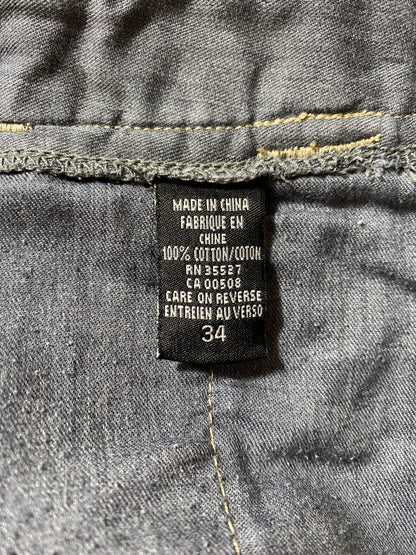 MADE IN CHINA
FABRIQUE EN
CHINE
100% COTTON/COTON
RN 35527
CA 00508
CARE ON REVERSE
ENTREIEN AU VERSO
34